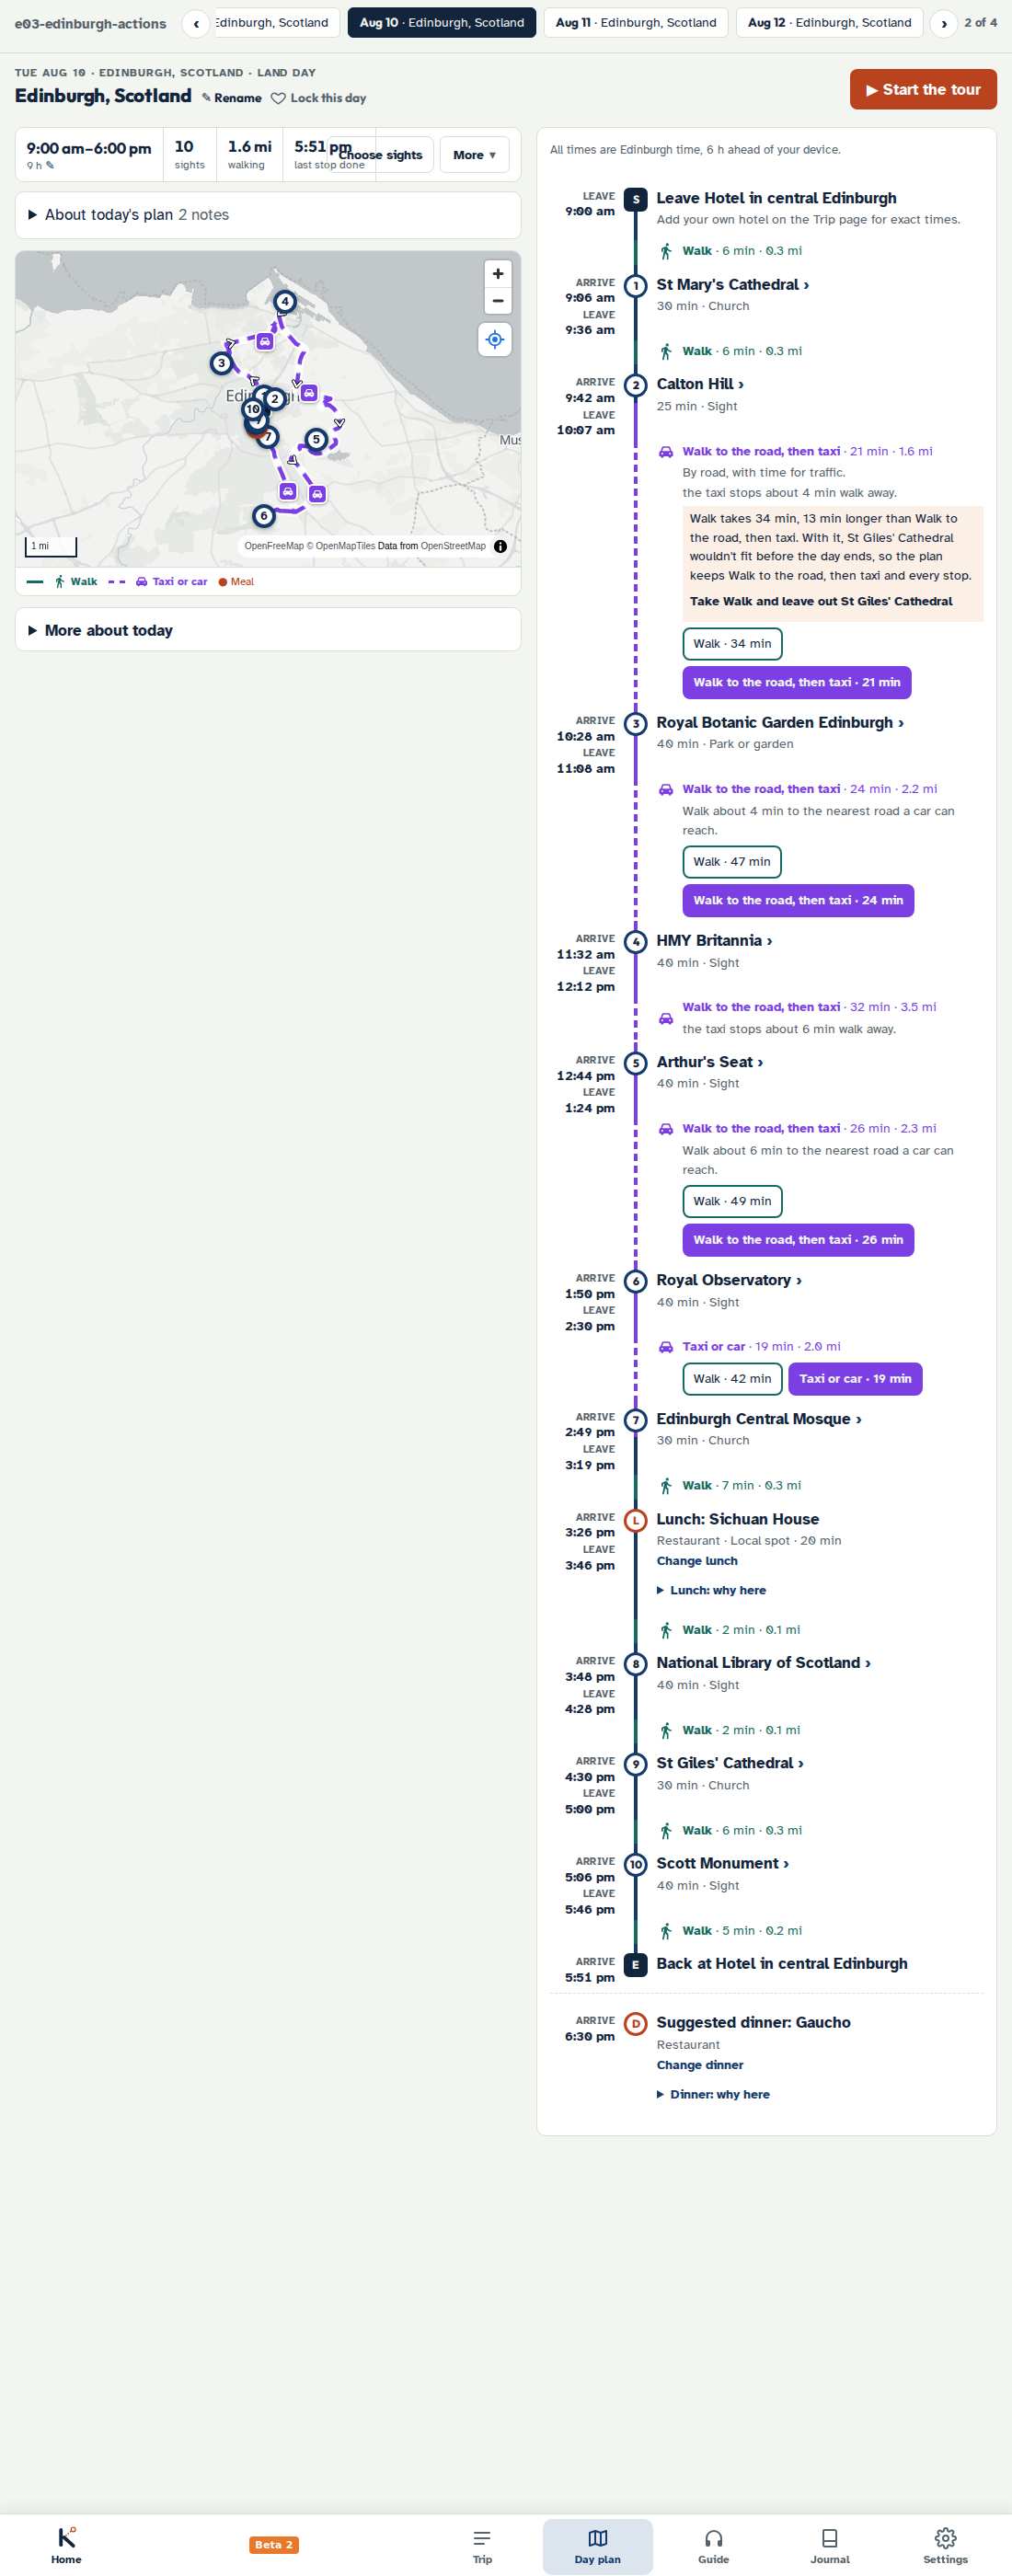 e03-edinburgh-actions
‹
Edinburgh, Scotland
Aug 10 · Edinburgh, Scotland
Aug 11 · Edinburgh, Scotland
Aug 12 · Edinburgh, Scotland
›
2 of 4
TUE AUG 10 · EDINBURGH, SCOTLAND · LAND DAY
Edinburgh, Scotland ✎ Rename Lock this day
▶ Start the tour
9:00 am–6:00 pm
9 h ✎
10
sights
1.6 mi
walking
5:51 pm
last stop done
Choose sights
More ▾
▶ About today's plan 2 notes
4
3
2
10
7
7
5
6
Mus
+
−
1 mi
OpenFreeMap © OpenMapTiles Data from OpenStreetMap
Walk
Taxi or car
Meal
▶ More about today
All times are Edinburgh time, 6 h ahead of your device.
LEAVE
9:00 am
S
Leave Hotel in central Edinburgh
Add your own hotel on the Trip page for exact times.
Walk · 6 min · 0.3 mi
ARRIVE
9:06 am
LEAVE
9:36 am
1
St Mary's Cathedral ›
30 min · Church
Walk · 6 min · 0.3 mi
ARRIVE
9:42 am
LEAVE
10:07 am
2
Calton Hill ›
25 min · Sight
Walk to the road, then taxi · 21 min · 1.6 mi
By road, with time for traffic.
the taxi stops about 4 min walk away.
Walk takes 34 min, 13 min longer than Walk to
the road, then taxi. With it, St Giles' Cathedral
wouldn't fit before the day ends, so the plan
keeps Walk to the road, then taxi and every stop.
Take Walk and leave out St Giles' Cathedral
Walk · 34 min
Walk to the road, then taxi · 21 min
ARRIVE
10:28 am
LEAVE
11:08 am
3
Royal Botanic Garden Edinburgh ›
40 min · Park or garden
Walk to the road, then taxi · 24 min · 2.2 mi
Walk about 4 min to the nearest road a car can
reach.
Walk · 47 min
Walk to the road, then taxi · 24 min
ARRIVE
11:32 am
LEAVE
12:12 pm
4
HMY Britannia ›
40 min · Sight
Walk to the road, then taxi · 32 min · 3.5 mi
the taxi stops about 6 min walk away.
ARRIVE
12:44 pm
LEAVE
1:24 pm
5
Arthur's Seat ›
40 min · Sight
Walk to the road, then taxi · 26 min · 2.3 mi
Walk about 6 min to the nearest road a car can
reach.
Walk · 49 min
Walk to the road, then taxi · 26 min
ARRIVE
1:50 pm
LEAVE
2:30 pm
6
Royal Observatory ›
40 min · Sight
Taxi or car · 19 min · 2.0 mi
Walk · 42 min
Taxi or car · 19 min
ARRIVE
2:49 pm
LEAVE
3:19 pm
7
Edinburgh Central Mosque ›
30 min · Church
Walk · 7 min · 0.3 mi
ARRIVE
3:26 pm
LEAVE
3:46 pm
L
Lunch: Sichuan House
Restaurant · Local spot · 20 min
Change lunch
▶ Lunch: why here
Walk · 2 min · 0.1 mi
ARRIVE
3:48 pm
LEAVE
4:28 pm
8
National Library of Scotland ›
40 min · Sight
Walk · 2 min · 0.1 mi
ARRIVE
4:30 pm
LEAVE
5:00 pm
9
St Giles' Cathedral ›
30 min · Church
Walk · 6 min · 0.3 mi
ARRIVE
5:06 pm
LEAVE
5:46 pm
10
Scott Monument ›
40 min · Sight
Walk · 5 min · 0.2 mi
ARRIVE
5:51 pm
E
Back at Hotel in central Edinburgh
ARRIVE
6:30 pm
D
Suggested dinner: Gaucho
Restaurant
Change dinner
▶ Dinner: why here
Home
Beta 2
Trip
Day plan
Guide
Journal
Settings